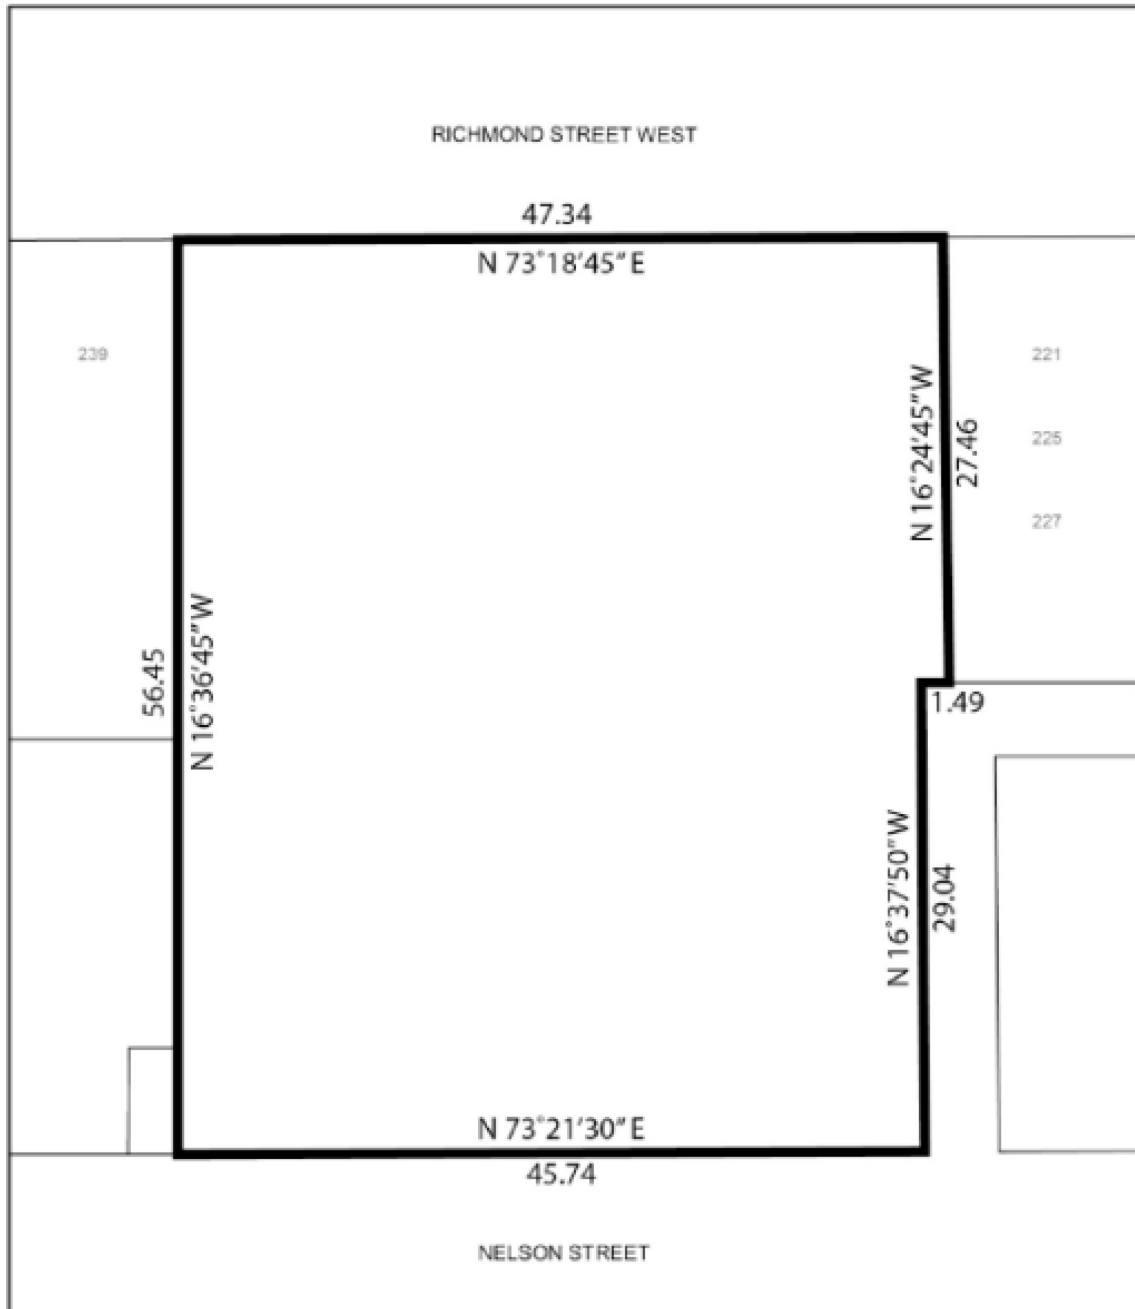 RICHMOND STREET WEST
47.34
N 73°18'45" E
239
221
225
227
N 16°24'45" W
27.46
56.45
N 16°36'45" W
1.49
N 16°37'50" W
29.04
N 73°21'30" E
45.74
NELSON STREET